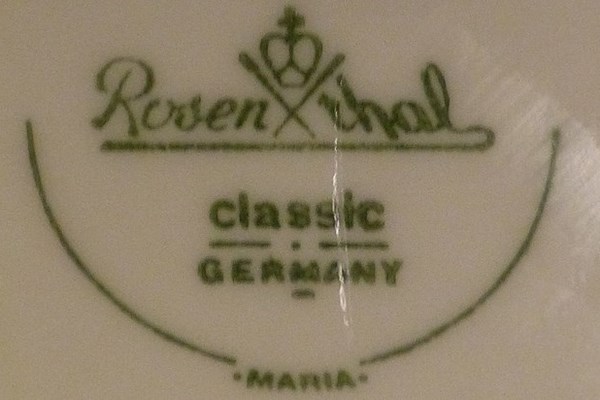 Rosenthal
classic
GERMANY
·MARIA·